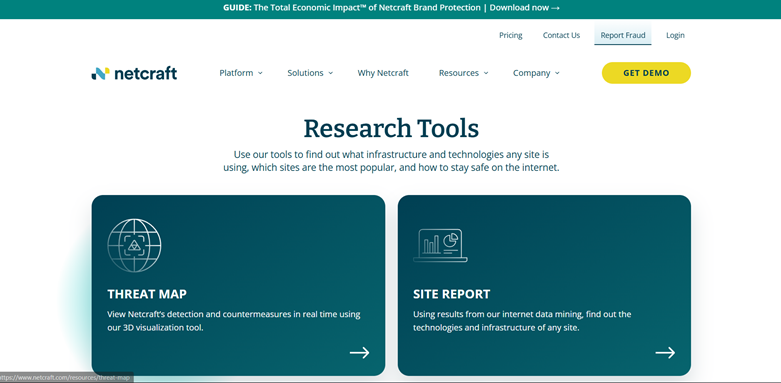 GUIDE: The Total Economic Impact™ of Netcraft Brand Protection | Download now →
Pricing Contact Us Report Fraud Login
netcraft Platform Solutions Why Netcraft Resources Company GET DEMO
Research Tools
Use our tools to find out what infrastructure and technologies any site is
using, which sites are the most popular, and how to stay safe on the internet.
THREAT MAP
View Netcraft's detection and countermeasures in real time using
our 3D visualization tool.
SITE REPORT
Using results from our internet data mining, find out the
technologies and infrastructure of any site.
ttps://www.netcraft.com/resources/threat-map